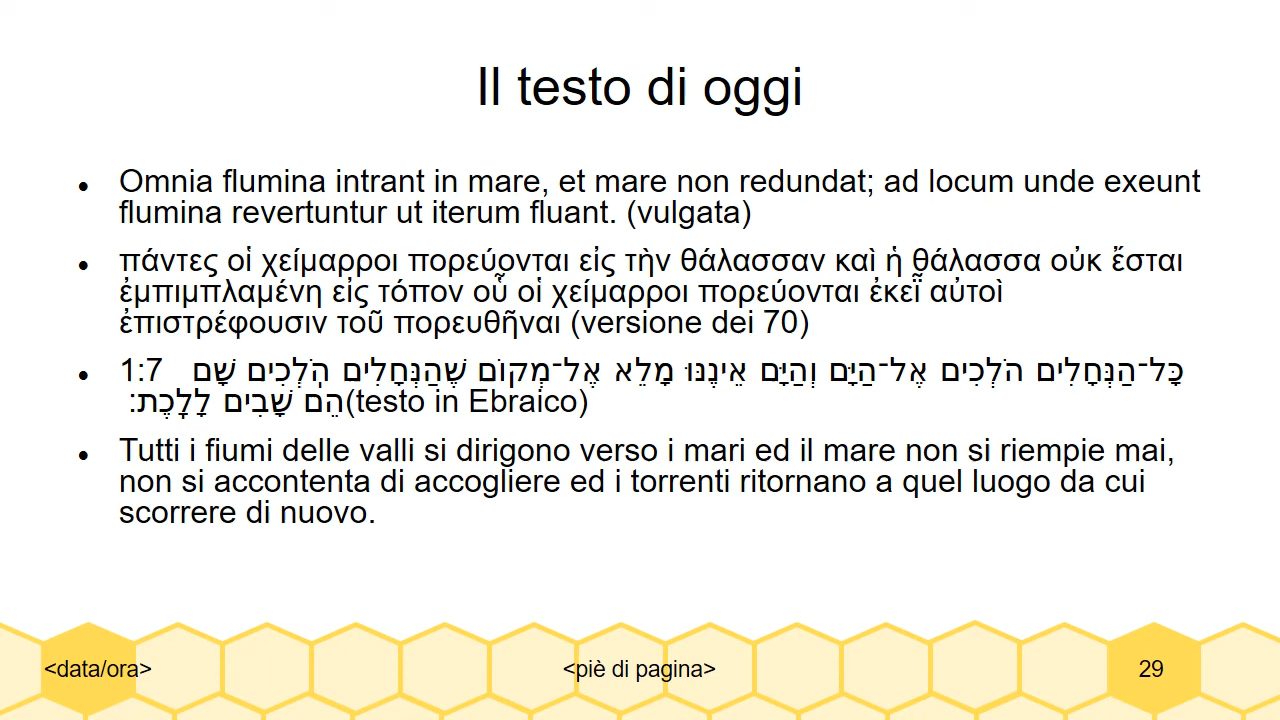 Il testo di oggi
● Omnia flumina intrant in mare, et mare non redundat; ad locum unde exeunt
flumina revertuntur ut iterum fluant. (vulgata)
● πάντες οἱ χείμαρροι πορεύονται εἰς τὴν θάλασσαν καὶ ἡ θάλασσα οὐκ ἔσται
ἐμπιμπλαμένη εἰς τόπον οὗ οἱ χείμαρροι πορεύονται ἐκεῖ αὐτοὶ
ἐπιστρέφουσιν τοῦ πορευθῆναι (versione dei 70)
● 1:7 כָּל־הַנְּחָלִים הֹלְכִים אֶל־הַיָּם וְהַיָּם אֵינֶנּוּ מָלֵא אֶל־מְקוֹם שֶׁהַנְּחָלִים הֹֽלְכִים שָׁם
הֵם שָׁבִים לָלָֽכֶת׃ (testo in Ebraico)
● Tutti i fiumi delle valli si dirigono verso i mari ed il mare non si riempie mai,
non si accontenta di accogliere ed i torrenti ritornano a quel luogo da cui
scorrere di nuovo.
<data/ora> <piè di pagina> 29